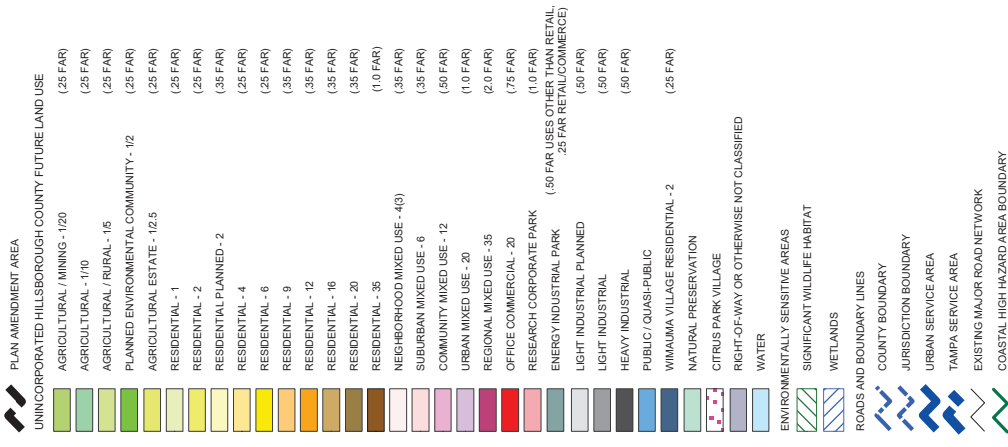 PLAN AMENDMENT AREA
UNINCORPORATED HILLSBOROUGH COUNTY FUTURE LAND USE
AGRICULTURAL / MINING - 1/20 (.25 FAR)
AGRICULTURAL - 1/10 (.25 FAR)
AGRICULTURAL / RURAL - 1/5 (.25 FAR)
PLANNED ENVIRONMENTAL COMMUNITY - 1/2 (.25 FAR)
AGRICULTURAL ESTATE - 1/2.5 (.25 FAR)
RESIDENTIAL - 1 (.25 FAR)
RESIDENTIAL - 2 (.25 FAR)
RESIDENTIAL PLANNED - 2 (.35 FAR)
RESIDENTIAL - 4 (.25 FAR)
RESIDENTIAL - 6 (.25 FAR)
RESIDENTIAL - 9 (.35 FAR)
RESIDENTIAL - 12 (.35 FAR)
RESIDENTIAL - 16 (.35 FAR)
RESIDENTIAL - 20 (.35 FAR)
RESIDENTIAL - 35 (1.0 FAR)
NEIGHBORHOOD MIXED USE - 4(3) (.35 FAR)
SUBURBAN MIXED USE - 6 (.35 FAR)
COMMUNITY MIXED USE - 12 (.50 FAR)
URBAN MIXED USE - 20 (1.0 FAR)
REGIONAL MIXED USE - 35 (2.0 FAR)
OFFICE COMMERCIAL - 20 (.75 FAR)
RESEARCH CORPORATE PARK (1.0 FAR)
ENERGY INDUSTRIAL PARK (.50 FAR USES OTHER THAN RETAIL,
.25 FAR RETAIL/COMMERCE)
LIGHT INDUSTRIAL PLANNED (.50 FAR)
LIGHT INDUSTRIAL (.50 FAR)
HEAVY INDUSTRIAL (.50 FAR)
PUBLIC / QUASI-PUBLIC
WIMAUMA VILLAGE RESIDENTIAL - 2 (.25 FAR)
NATURAL PRESERVATION
CITRUS PARK VILLAGE
RIGHT-OF-WAY OR OTHERWISE NOT CLASSIFIED
WATER
ENVIRONMENTALLY SENSITIVE AREAS
SIGNIFICANT WILDLIFE HABITAT
WETLANDS
ROADS AND BOUNDARY LINES
COUNTY BOUNDARY
JURISDICTION BOUNDARY
URBAN SERVICE AREA
TAMPA SERVICE AREA
EXISTING MAJOR ROAD NETWORK
COASTAL HIGH HAZARD AREA BOUNDARY